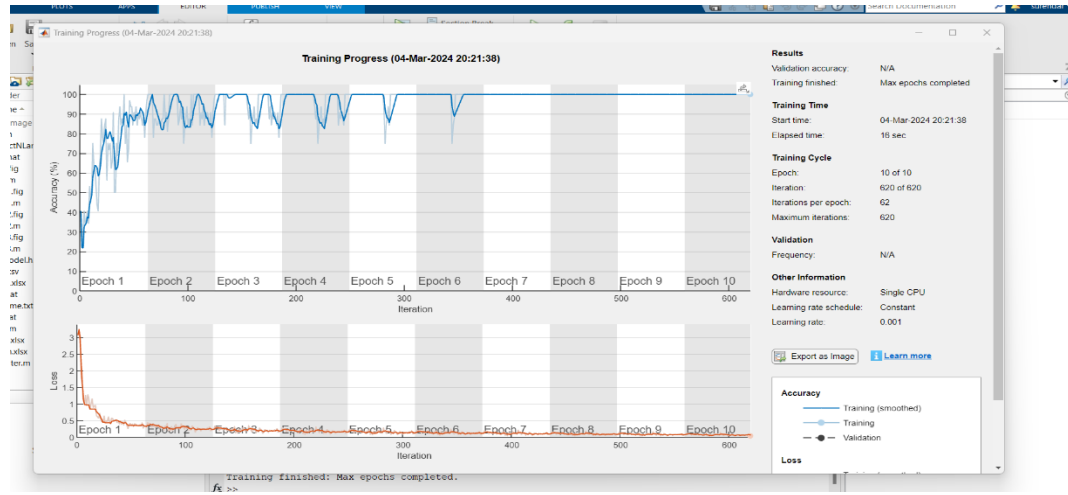 PLOTS APPS EDITOR PUBLISH VIEW
Section Break
Search Documentation
surendar
Training Progress (04-Mar-2024 20:21:38)
Training Progress (04-Mar-2024 20:21:38)
Accuracy (%)
100
90
80
70
60
50
40
30
20
10
0
Epoch 1 Epoch 2 Epoch 3 Epoch 4 Epoch 5 Epoch 6 Epoch 7 Epoch 8 Epoch 9 Epoch 10
0 100 200 300 400 500 600
Iteration
Loss
3
2.5
2
1.5
1
0.5
0
Epoch 1 Epoch 2 Epoch 3 Epoch 4 Epoch 5 Epoch 6 Epoch 7 Epoch 8 Epoch 9 Epoch 10
0 100 200 300 400 500 600
Iteration
Results
Validation accuracy: N/A
Training finished: Max epochs completed
Training Time
Start time: 04-Mar-2024 20:21:38
Elapsed time: 16 sec
Training Cycle
Epoch: 10 of 10
Iteration: 620 of 620
Iterations per epoch: 62
Maximum iterations: 620
Validation
Frequency: N/A
Other Information
Hardware resource: Single CPU
Learning rate schedule: Constant
Learning rate: 0.001
Export as Image
Learn more
Accuracy
Training (smoothed)
Training
Validation
Loss
Training finished: Max epochs completed.
fx >>